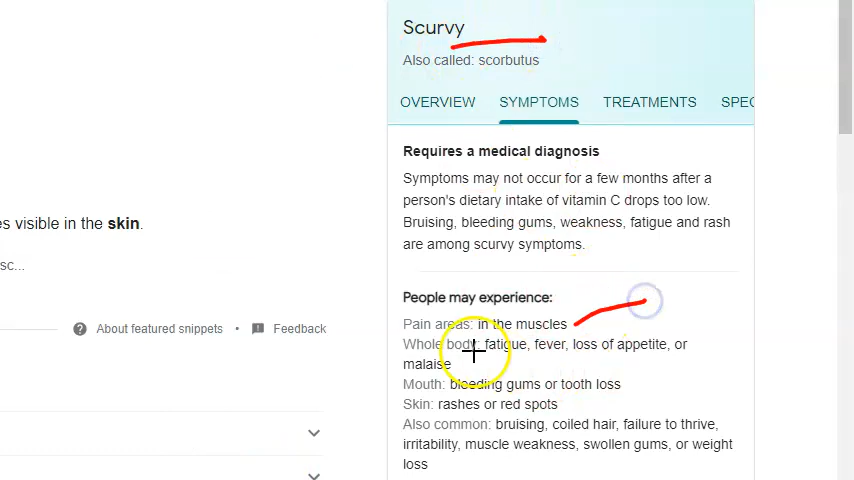 Scurvy
Also called: scorbutus
OVERVIEW SYMPTOMS TREATMENTS SPEC
Requires a medical diagnosis
Symptoms may not occur for a few months after a
person's dietary intake of vitamin C drops too low.
Bruising, bleeding gums, weakness, fatigue and rash
are among scurvy symptoms.
People may experience:
Pain areas: in the muscles
Whole body: fatigue, fever, loss of appetite, or
malaise
Mouth: bleeding gums or tooth loss
Skin: rashes or red spots
Also common: bruising, coiled hair, failure to thrive,
irritability, muscle weakness, swollen gums, or weight
loss
es visible in the skin.
sc...
About featured snippets • Feedback